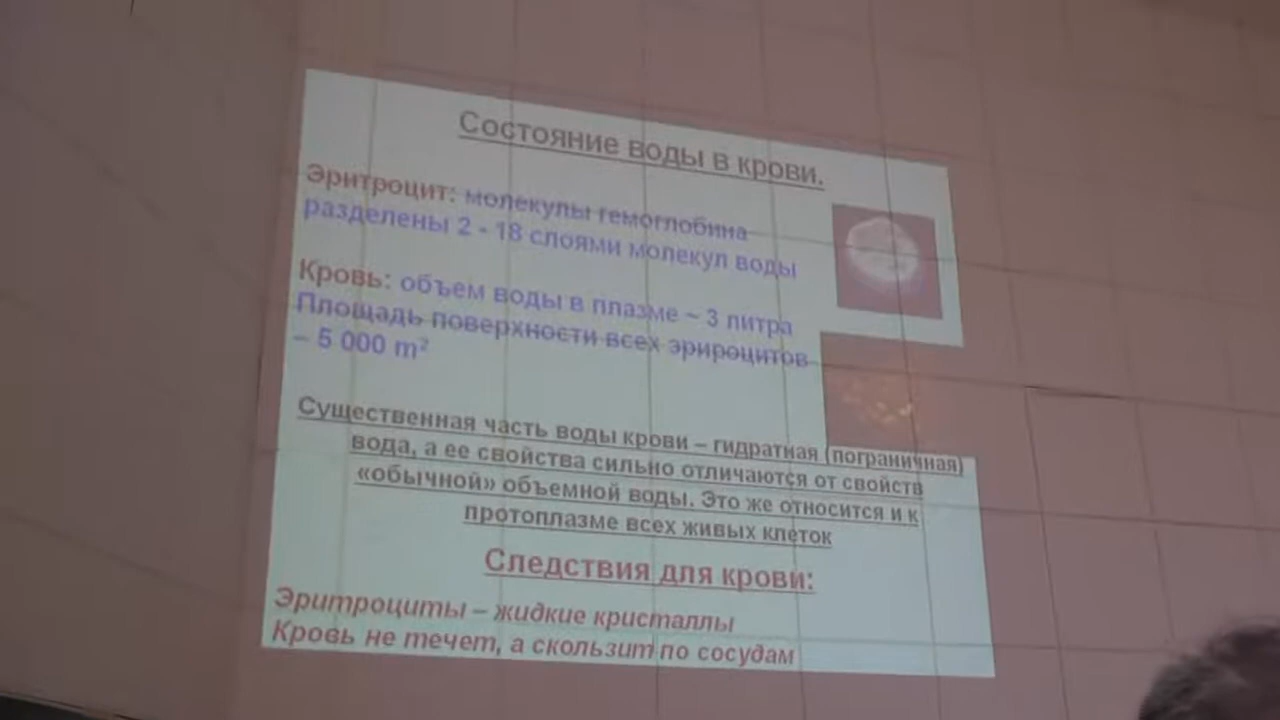 Состояние воды в крови.
Эритроцит: молекулы гемоглобина
разделены 2 - 18 слоями молекул воды
Кровь: объем воды в плазме ~ 3 литра
Площадь поверхности всех эрироцитов
~ 5 000 m²
Существенная часть воды крови – гидратная (пограничная)
вода, а ее свойства сильно отличаются от свойств
«обычной» объемной воды. Это же относится и к
протоплазме всех живых клеток
Следствия для крови:
Эритроциты – жидкие кристаллы
Кровь не течет, а скользит по сосудам